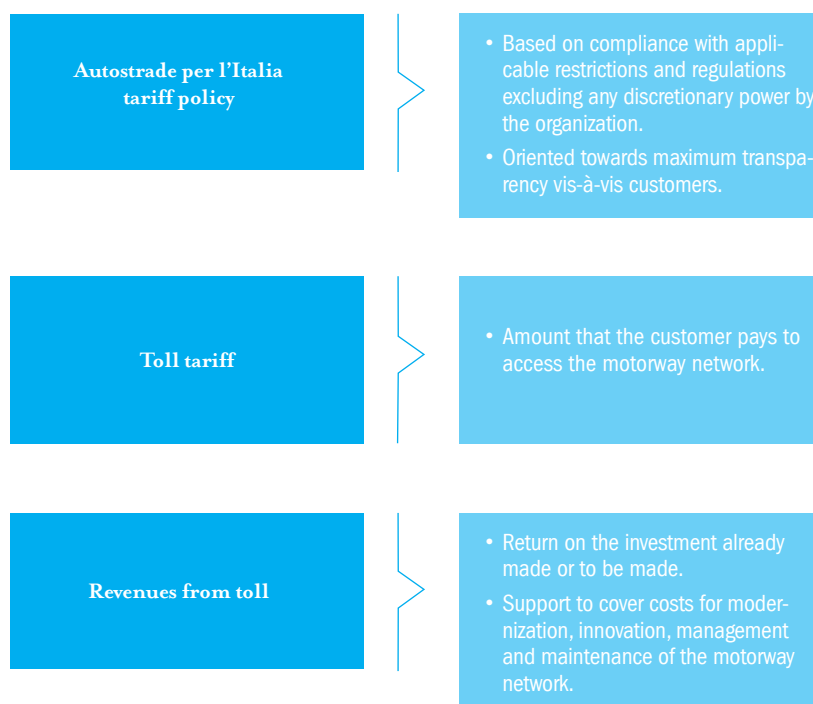 Autostrade per l'Italia
tariff policy
• Based on compliance with appli-
cable restrictions and regulations
excluding any discretionary power by
the organization.
• Oriented towards maximum transpa-
rency vis-à-vis customers.
Toll tariff
• Amount that the customer pays to
access the motorway network.
Revenues from toll
• Return on the investment already
made or to be made.
• Support to cover costs for moder-
nization, innovation, management
and maintenance of the motorway
network.